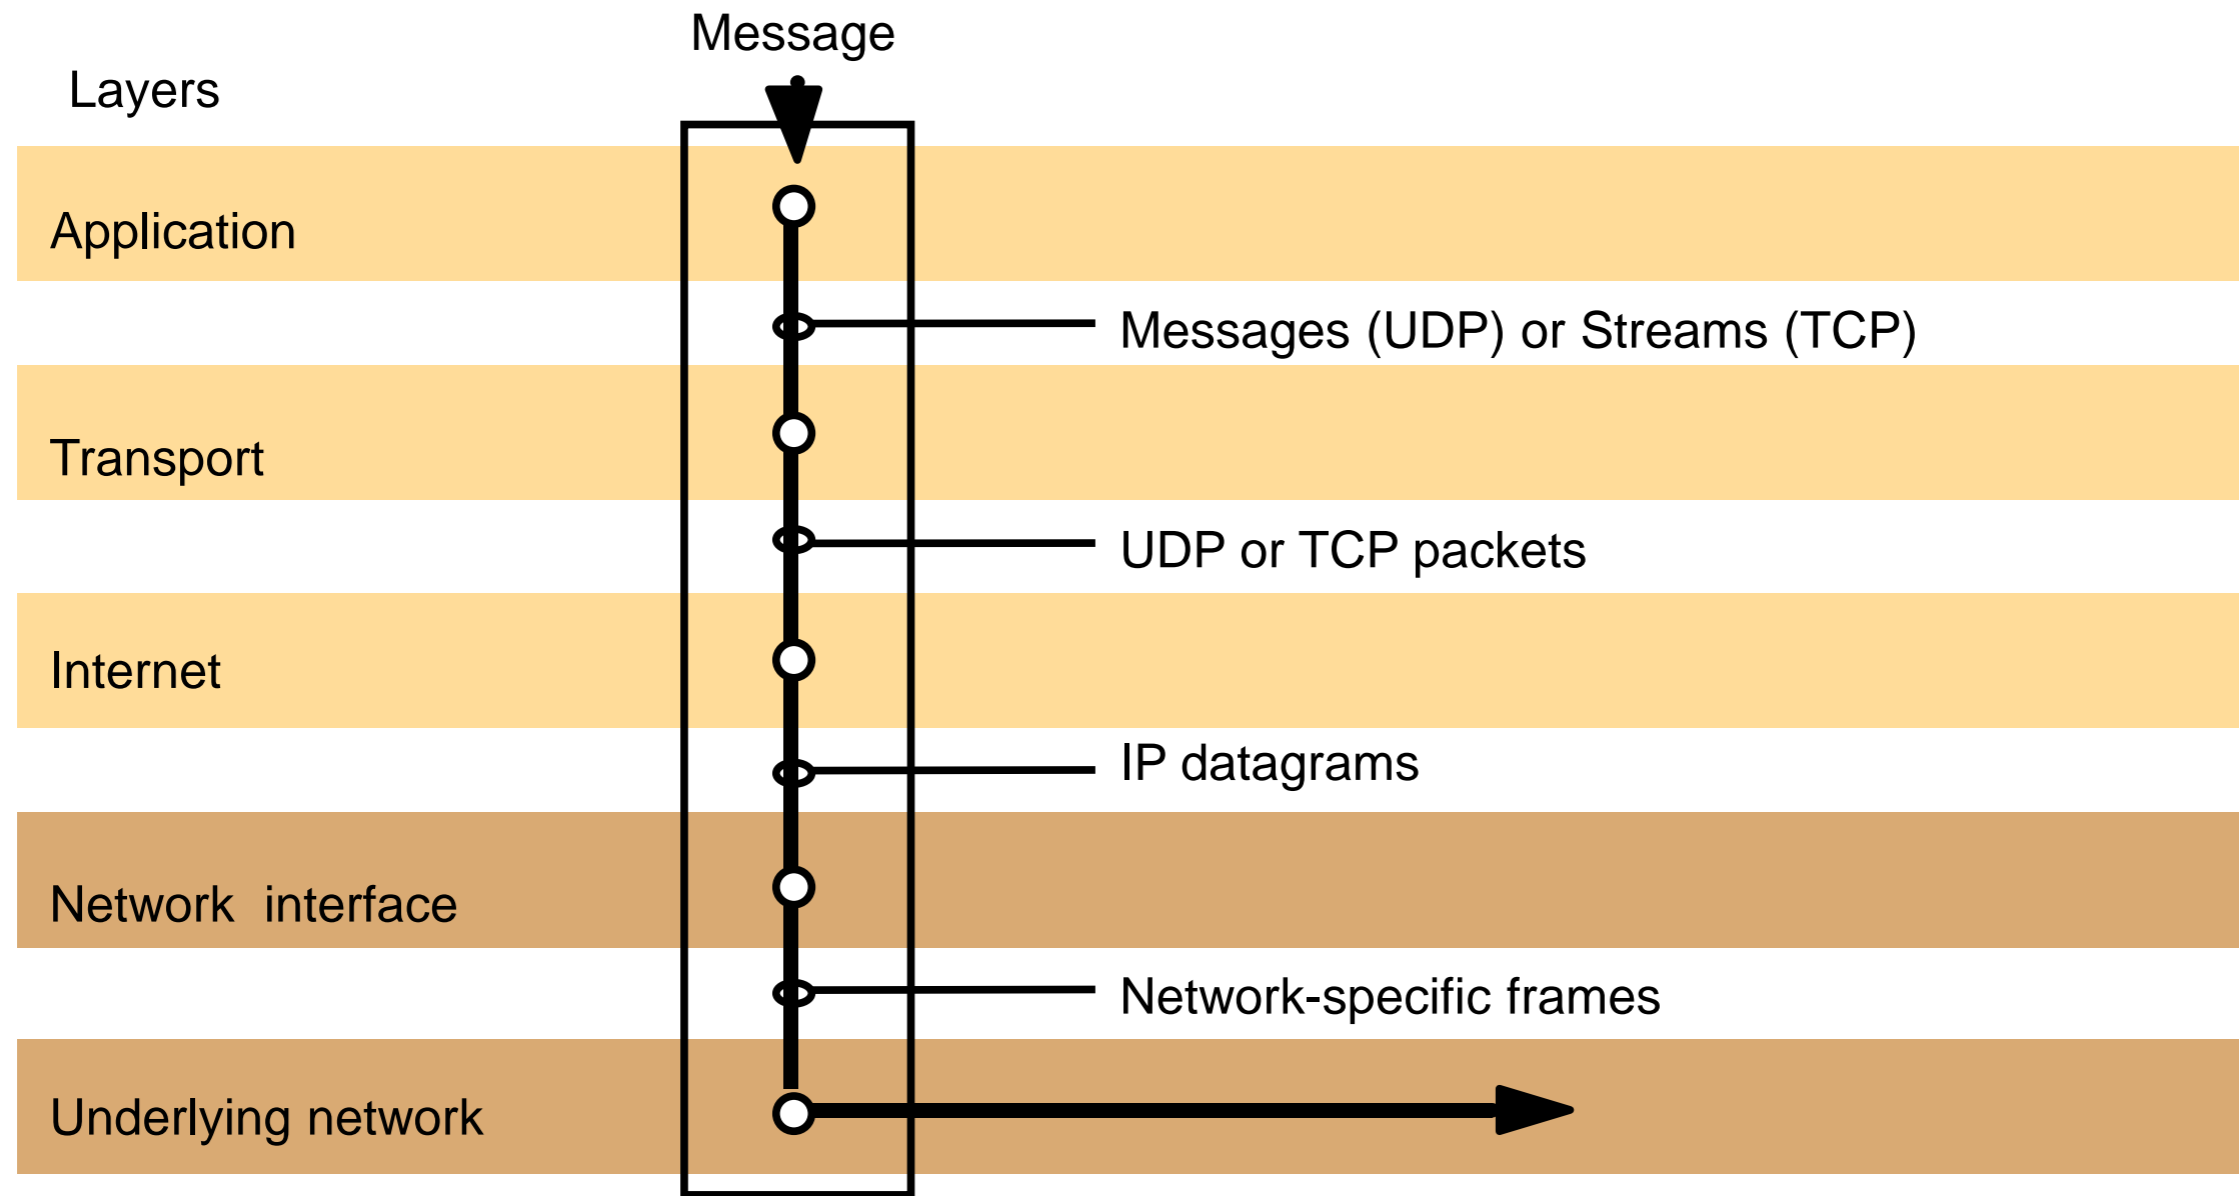 Message
Layers
Application
Messages (UDP) or Streams (TCP)
Transport
UDP or TCP packets
Internet
IP datagrams
Network interface
Network-specific frames
Underlying network